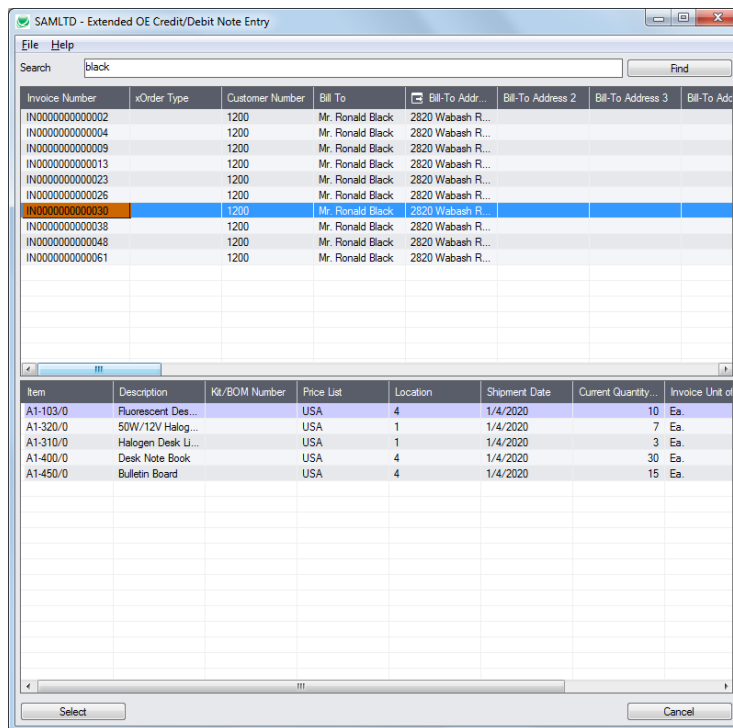 SAMLTD - Extended OE Credit/Debit Note Entry
File Help
Search black Find
Invoice Number xOrder Type Customer Number Bill To Bill-To Addr... Bill-To Address 2 Bill-To Address 3 Bill-To Add
IN0000000000002 1200 Mr. Ronald Black 2820 Wabash R...
IN0000000000004 1200 Mr. Ronald Black 2820 Wabash R...
IN0000000000009 1200 Mr. Ronald Black 2820 Wabash R...
IN0000000000013 1200 Mr. Ronald Black 2820 Wabash R...
IN0000000000023 1200 Mr. Ronald Black 2820 Wabash R...
IN0000000000026 1200 Mr. Ronald Black 2820 Wabash R...
IN0000000000030 1200 Mr. Ronald Black 2820 Wabash R...
IN0000000000038 1200 Mr. Ronald Black 2820 Wabash R...
IN0000000000048 1200 Mr. Ronald Black 2820 Wabash R...
IN0000000000061 1200 Mr. Ronald Black 2820 Wabash R...
Item Description Kit/BOM Number Price List Location Shipment Date Current Quantity... Invoice Unit of
A1-103/0 Fluorescent Des... USA 4 1/4/2020 10 Ea.
A1-320/0 50W/12V Halog... USA 1 1/4/2020 7 Ea.
A1-310/0 Halogen Desk Li... USA 1 1/4/2020 3 Ea.
A1-400/0 Desk Note Book USA 4 1/4/2020 30 Ea.
A1-450/0 Bulletin Board USA 4 1/4/2020 15 Ea.
Select Cancel